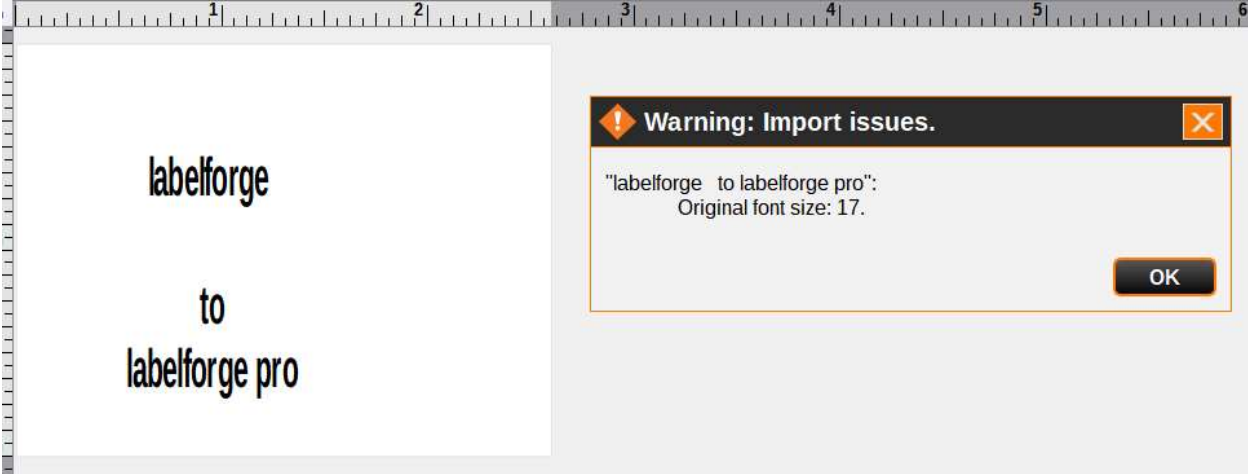 1 2 3 4 5 6
labelforge
to
labelforge pro
Warning: Import issues.
"labelforge   to labelforge pro":
Original font size: 17.
OK